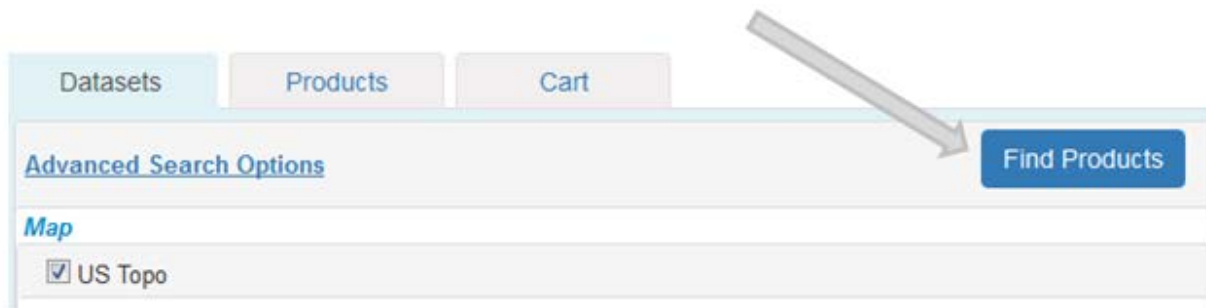 Datasets Products Cart
Advanced Search Options Find Products
Map
US Topo